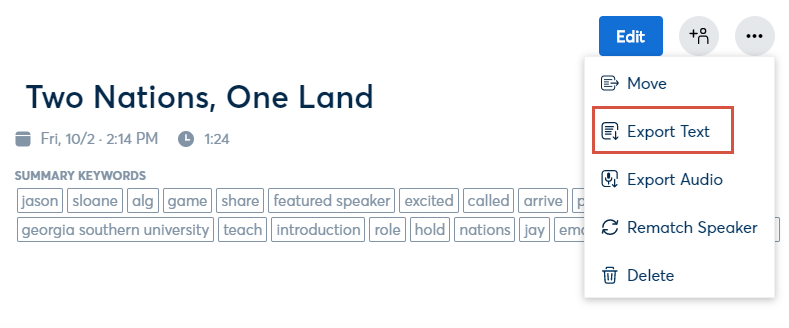 Edit
Move
Two Nations, One Land
Export Text
Fri, 10/2 · 2:14 PM 1:24
SUMMARY KEYWORDS
Export Audio
jason sloane alg game share featured speaker excited called arrive
georgia southern university teach introduction role hold nations jay
Rematch Speaker
Delete